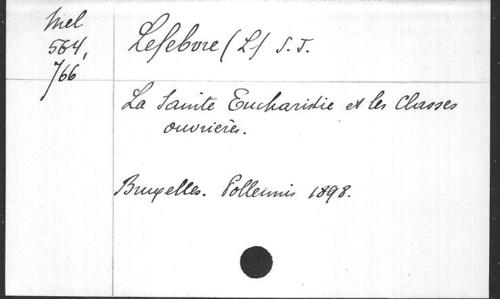 Mel
564,
766
Lefebvre (L) S. J.
La Sainte Eucharistie et les Classes
ouvrières.
Bruxelles. Polleunis 1898.